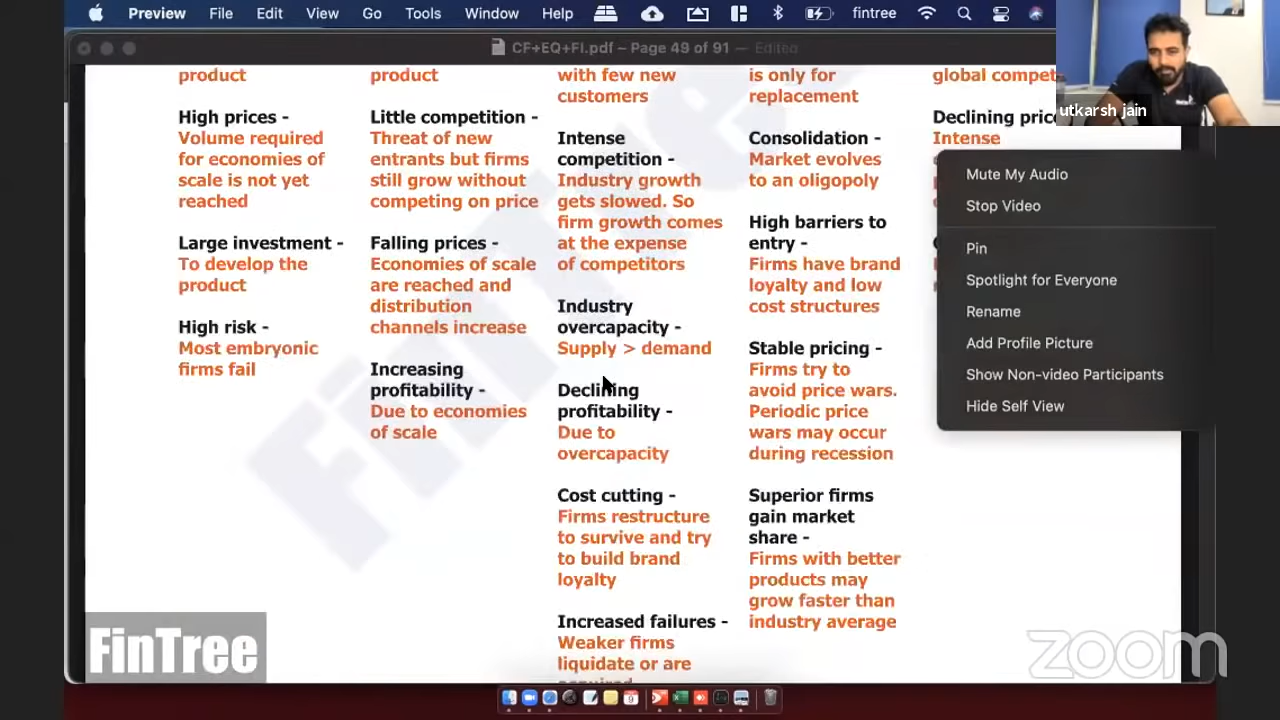 Preview File Edit View Go Tools Window Help fintree
CF+EQ+FI.pdf – Page 49 of 91 — Edited
product
High prices -
Volume required
for economies of
scale is not yet
reached
Large investment -
To develop the
product
High risk -
Most embryonic
firms fail
product
Little competition -
Threat of new
entrants but firms
still grow without
competing on price
Falling prices -
Economies of scale
are reached and
distribution
channels increase
Increasing
profitability -
Due to economies
of scale
with few new
customers
Intense
competition -
Industry growth
gets slowed. So
firm growth comes
at the expense
of competitors
Industry
overcapacity -
Supply > demand
Declining
profitability -
Due to
overcapacity
Cost cutting -
Firms restructure
to survive and try
to build brand
loyalty
Increased failures -
Weaker firms
liquidate or are
is only for
replacement
Consolidation -
Market evolves
to an oligopoly
High barriers to
entry -
Firms have brand
loyalty and low
cost structures
Stable pricing -
Firms try to
avoid price wars.
Periodic price
wars may occur
during recession
Superior firms
gain market
share -
Firms with better
products may
grow faster than
industry average
global compet
Declining price
Intense
utkarsh jain
Mute My Audio
Stop Video
Pin
Spotlight for Everyone
Rename
Add Profile Picture
Show Non-video Participants
Hide Self View
FinTree
FinTree
zoom